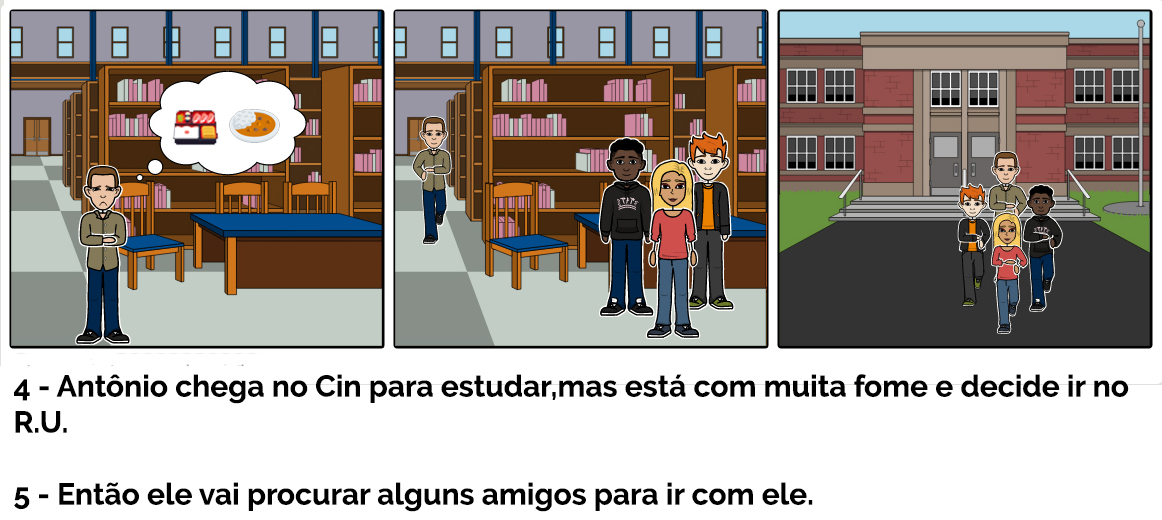 STATE
4 - Antônio chega no Cin para estudar,mas está com muita fome e decide ir no
R.U.
5 - Então ele vai procurar alguns amigos para ir com ele.